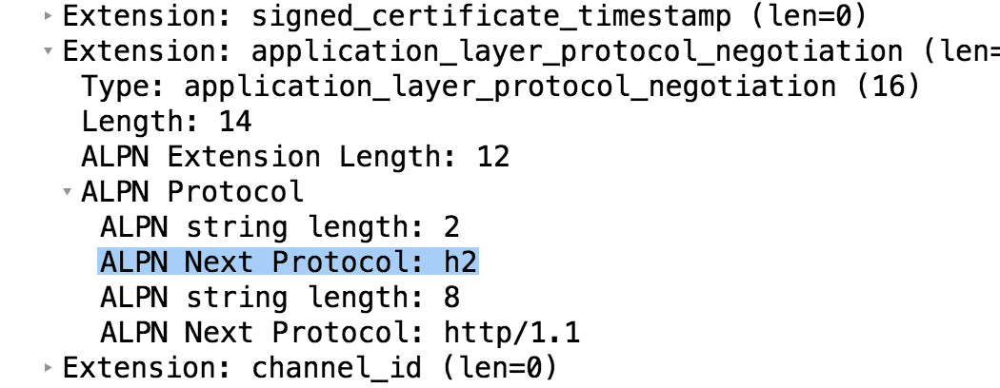 Extension: signed_certificate_timestamp (len=0)
Extension: application_layer_protocol_negotiation (len=
Type: application_layer_protocol_negotiation (16)
Length: 14
ALPN Extension Length: 12
ALPN Protocol
ALPN string length: 2
ALPN Next Protocol: h2
ALPN string length: 8
ALPN Next Protocol: http/1.1
Extension: channel_id (len=0)